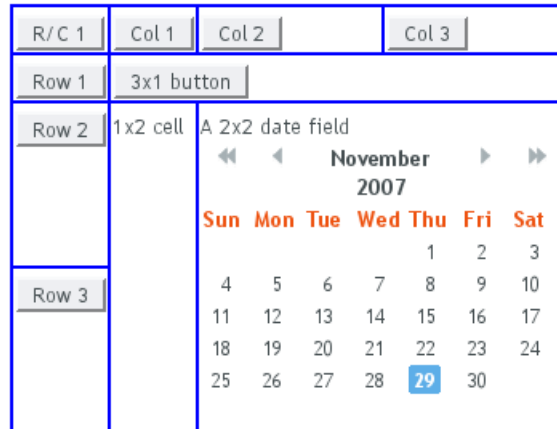 R/C 1 Col 1 Col 2 Col 3
Row 1 3x1 button
Row 2 1x2 cell A 2x2 date field
November
2007
Sun Mon Tue Wed Thu Fri Sat
1 2 3
4 5 6 7 8 9 10
Row 3
11 12 13 14 15 16 17
18 19 20 21 22 23 24
25 26 27 28 29 30